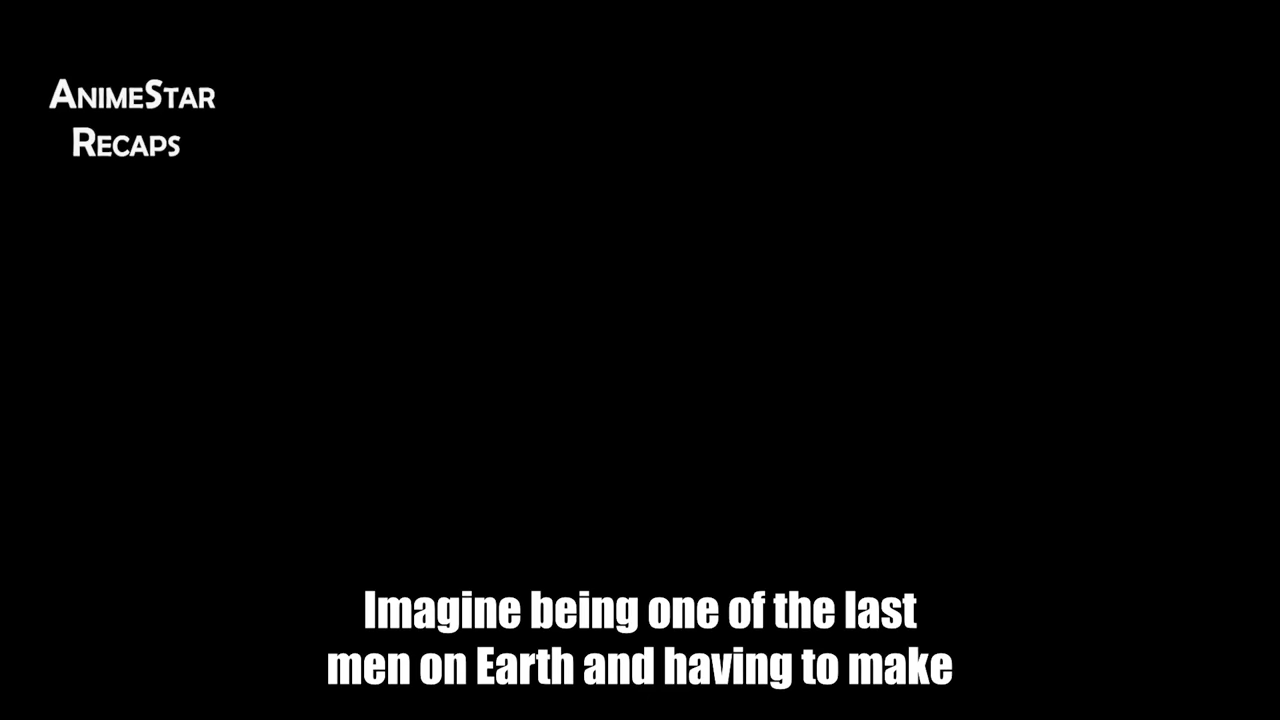 AnimeStar
Recaps
Imagine being one of the last
men on Earth and having to make